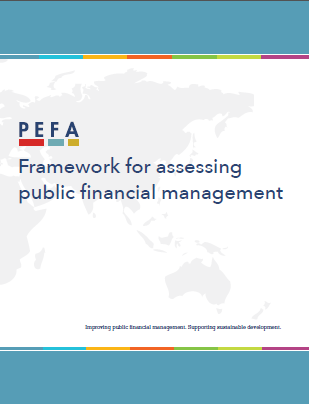 PEFA
Framework for assessing
public financial management
Improving public financial management. Supporting sustainable development.